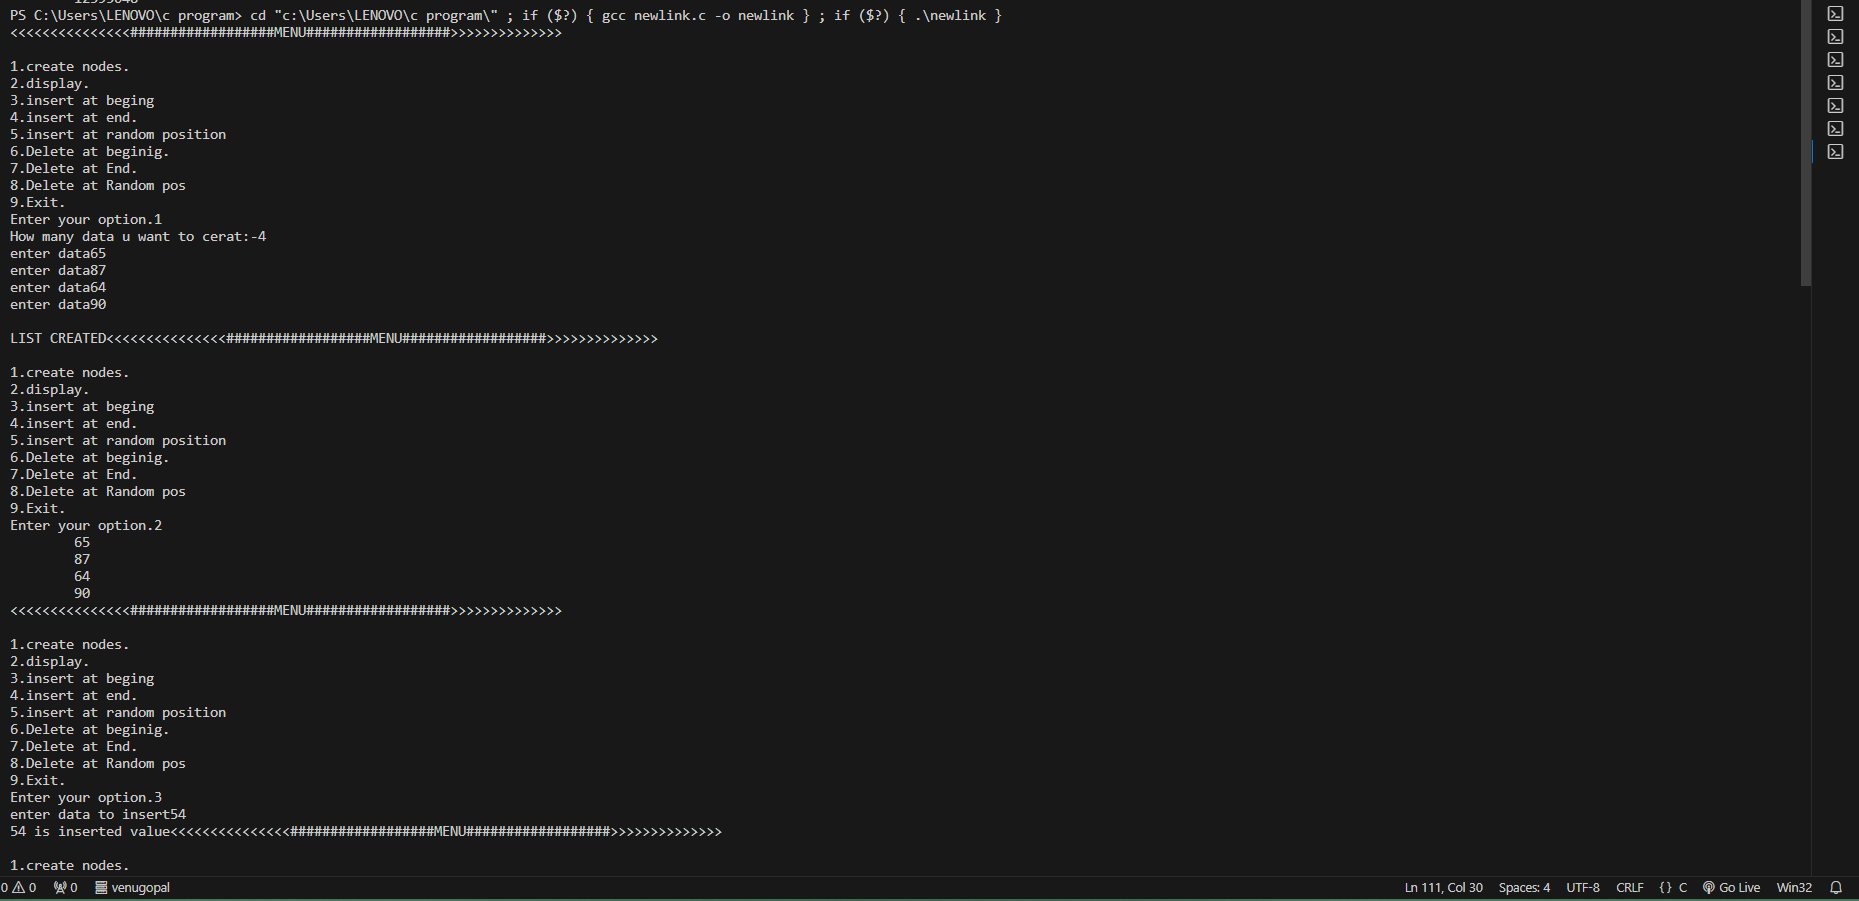 PS C:\Users\LENOVO\c program> cd "c:\Users\LENOVO\c program\" ; if ($?) { gcc newlink.c -o newlink } ; if ($?) { .\newlink }
<<<<<<<<<<<<<<<##################MENU##################>>>>>>>>>>>>>>
1.create nodes.
2.display.
3.insert at beging
4.insert at end.
5.insert at random position
6.Delete at beginig.
7.Delete at End.
8.Delete at Random pos
9.Exit.
Enter your option.1
How many data u want to cerat:-4
enter data65
enter data87
enter data64
enter data90
LIST CREATED<<<<<<<<<<<<<<<##################MENU##################>>>>>>>>>>>>>>
1.create nodes.
2.display.
3.insert at beging
4.insert at end.
5.insert at random position
6.Delete at beginig.
7.Delete at End.
8.Delete at Random pos
9.Exit.
Enter your option.2
65
87
64
90
<<<<<<<<<<<<<<<##################MENU##################>>>>>>>>>>>>>>
1.create nodes.
2.display.
3.insert at beging
4.insert at end.
5.insert at random position
6.Delete at beginig.
7.Delete at End.
8.Delete at Random pos
9.Exit.
Enter your option.3
enter data to insert54
54 is inserted value<<<<<<<<<<<<<<<##################MENU##################>>>>>>>>>>>>>>
1.create nodes.
0 0 0 venugopal Ln 111, Col 30 Spaces: 4 UTF-8 CRLF {} C Go Live Win32